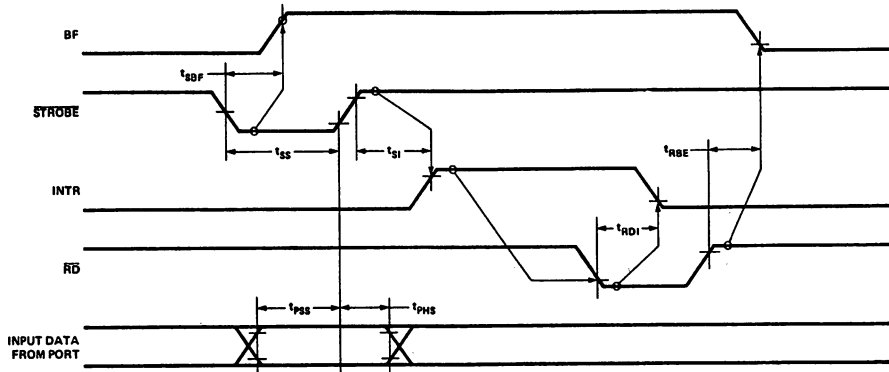 BF
tSBF
STROBE
tSS
tSI
tRBE
INTR
tRDI
RD
tPSS
tPHS
INPUT DATA
FROM PORT